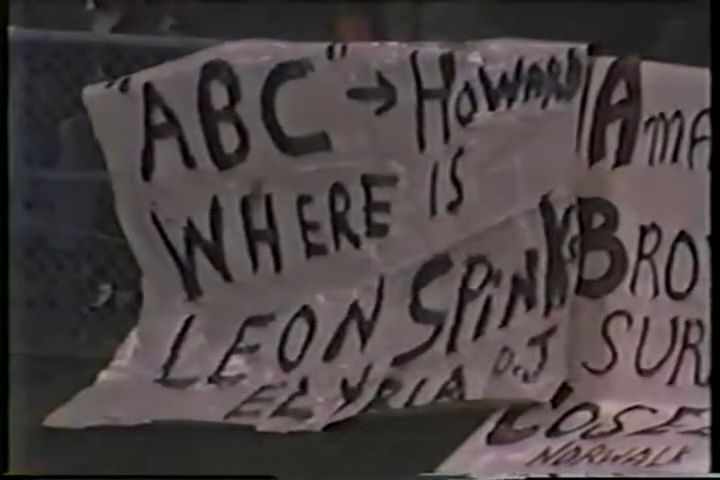 "ABC" → HOWARD
WHERE IS
LEON SPINKS
ELYRIA O.J
AMA
BRO
SUR
COSE
NORWALK